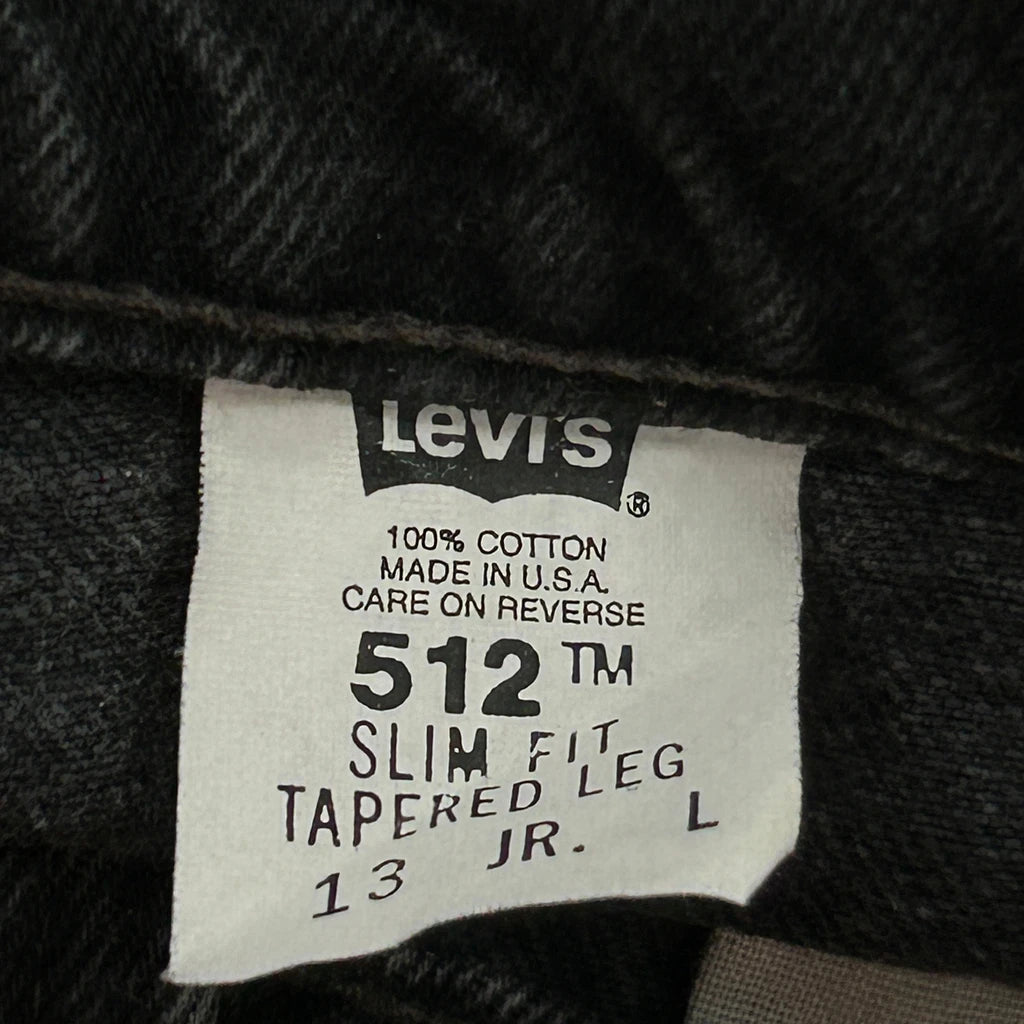 Levi's ®
100% COTTON
MADE IN U.S.A.
CARE ON REVERSE
512 TM
SLIM FIT
TAPERED LEG
13 JR. L